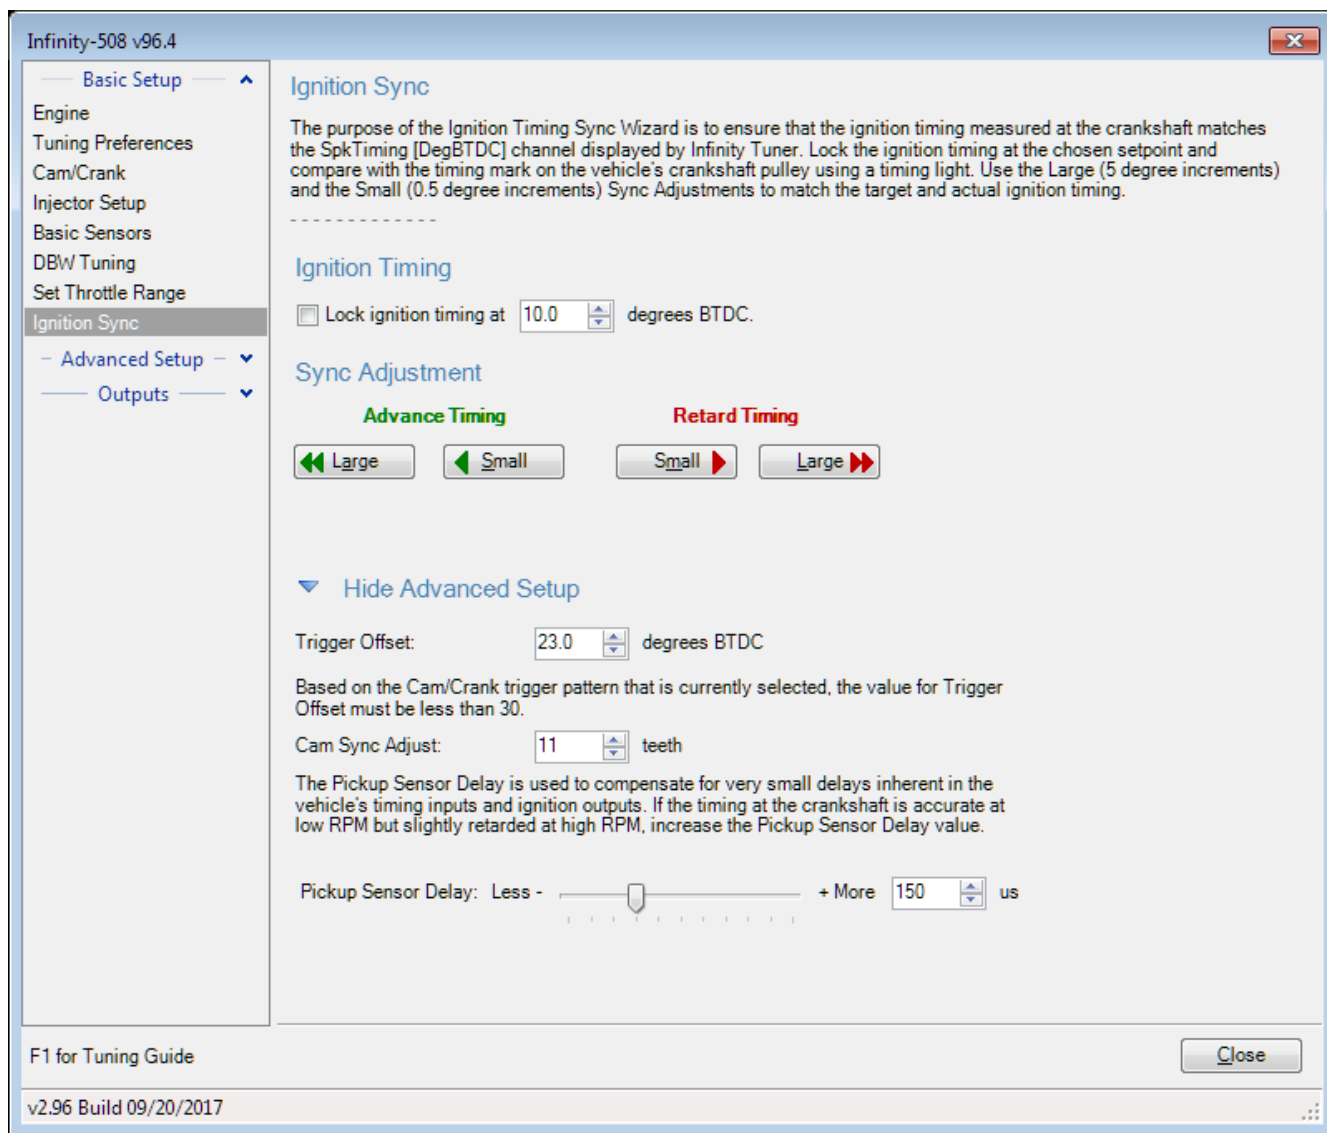 Infinity-508 v96.4
Basic Setup
Engine
Tuning Preferences
Cam/Crank
Injector Setup
Basic Sensors
DBW Tuning
Set Throttle Range
Ignition Sync
Advanced Setup
Outputs
Ignition Sync
The purpose of the Ignition Timing Sync Wizard is to ensure that the ignition timing measured at the crankshaft matches
the SpkTiming [DegBTDC] channel displayed by Infinity Tuner. Lock the ignition timing at the chosen setpoint and
compare with the timing mark on the vehicle's crankshaft pulley using a timing light. Use the Large (5 degree increments)
and the Small (0.5 degree increments) Sync Adjustments to match the target and actual ignition timing.
- - - - - - - - - - - - -
Ignition Timing
Lock ignition timing at 10.0 degrees BTDC.
Sync Adjustment
Advance Timing Retard Timing
Large Small Small Large
Hide Advanced Setup
Trigger Offset: 23.0 degrees BTDC
Based on the Cam/Crank trigger pattern that is currently selected, the value for Trigger
Offset must be less than 30.
Cam Sync Adjust: 11 teeth
The Pickup Sensor Delay is used to compensate for very small delays inherent in the
vehicle's timing inputs and ignition outputs. If the timing at the crankshaft is accurate at
low RPM but slightly retarded at high RPM, increase the Pickup Sensor Delay value.
Pickup Sensor Delay: Less - + More 150 us
F1 for Tuning Guide
Close
v2.96 Build 09/20/2017